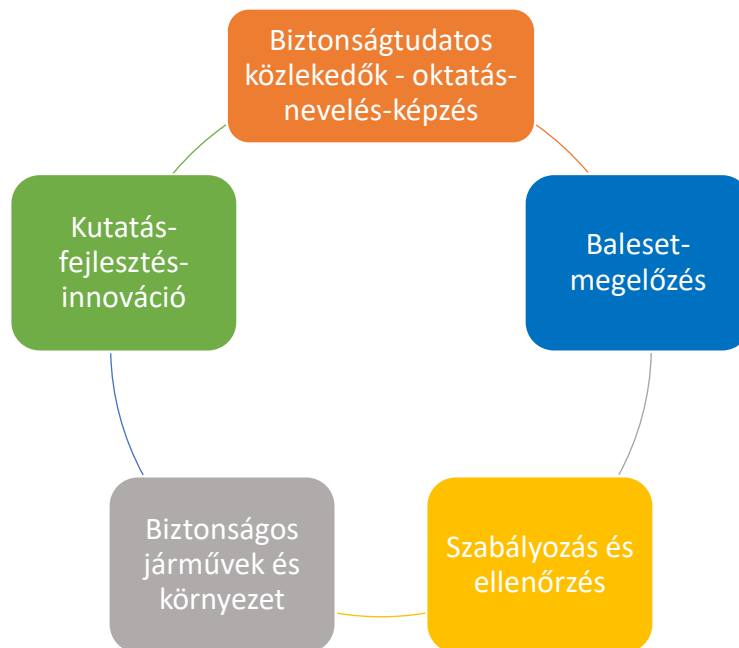 Biztonságtudatos
közlekedők - oktatás-
nevelés-képzés
Kutatás-
fejlesztés-
innováció
Baleset-
megelőzés
Biztonságos
járművek és
környezet
Szabályozás és
ellenőrzés